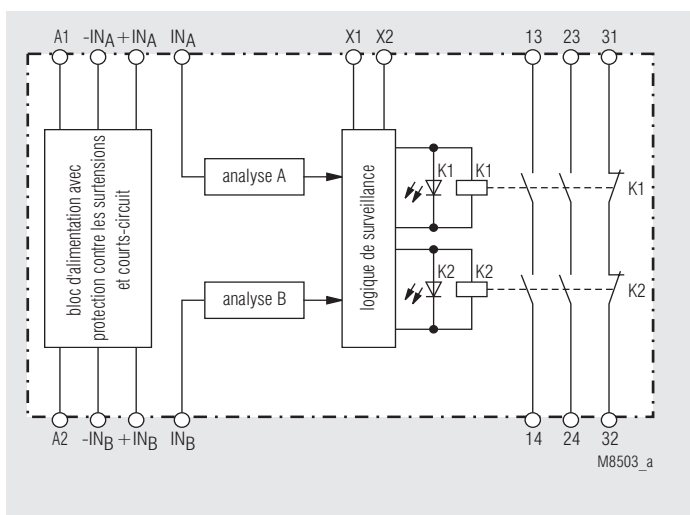 A1 -INA +INA INA X1 X2 13 23 31
bloc d'alimentation avec
protection contre les surtensions
et courts-circuit
analyse A
analyse B
logique de surveillance
K1 K1
K1
K2 K2
K2
A2 -INB +INB INB 14 24 32
M8503_a